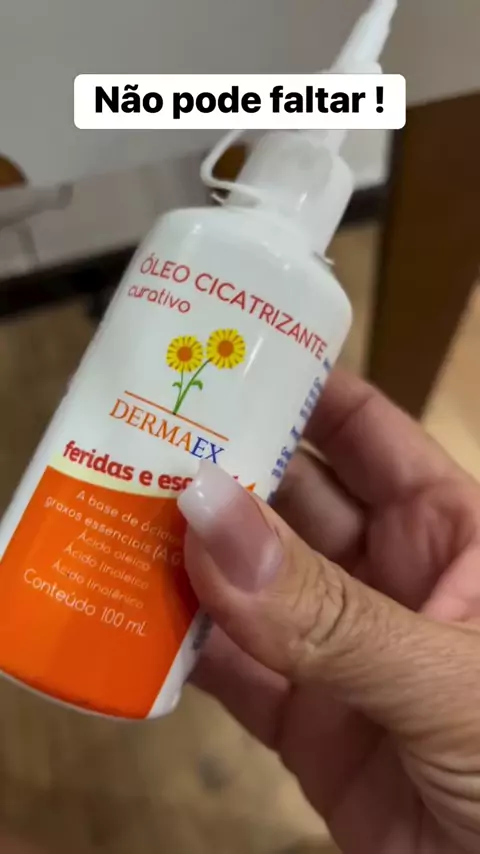 Não pode faltar !
ÓLEO CICATRIZANTE
curativo
DERMAEX
feridas e
A base de ácidos
graxos essenciais
Ácido oleico
Ácido linoleico
Ácido linolênico
Conteúdo 100 mL